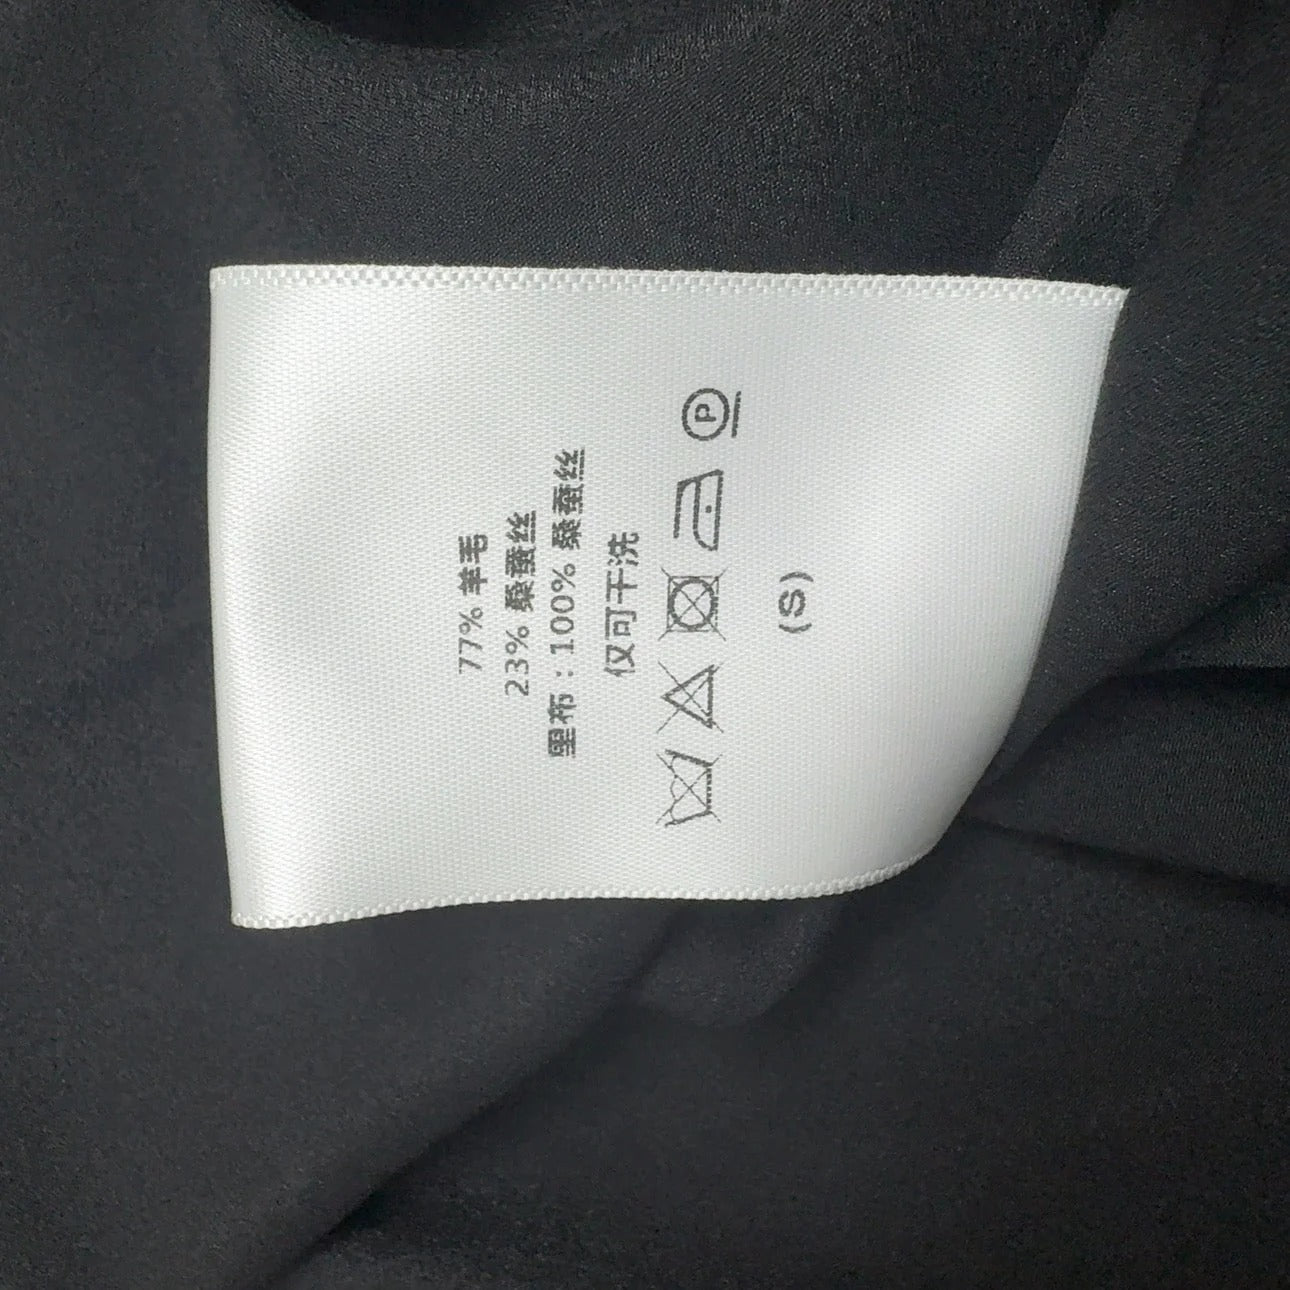 77% 羊毛
23% 桑蚕丝
里布：100% 桑蚕丝
仅可干洗
P
(S)